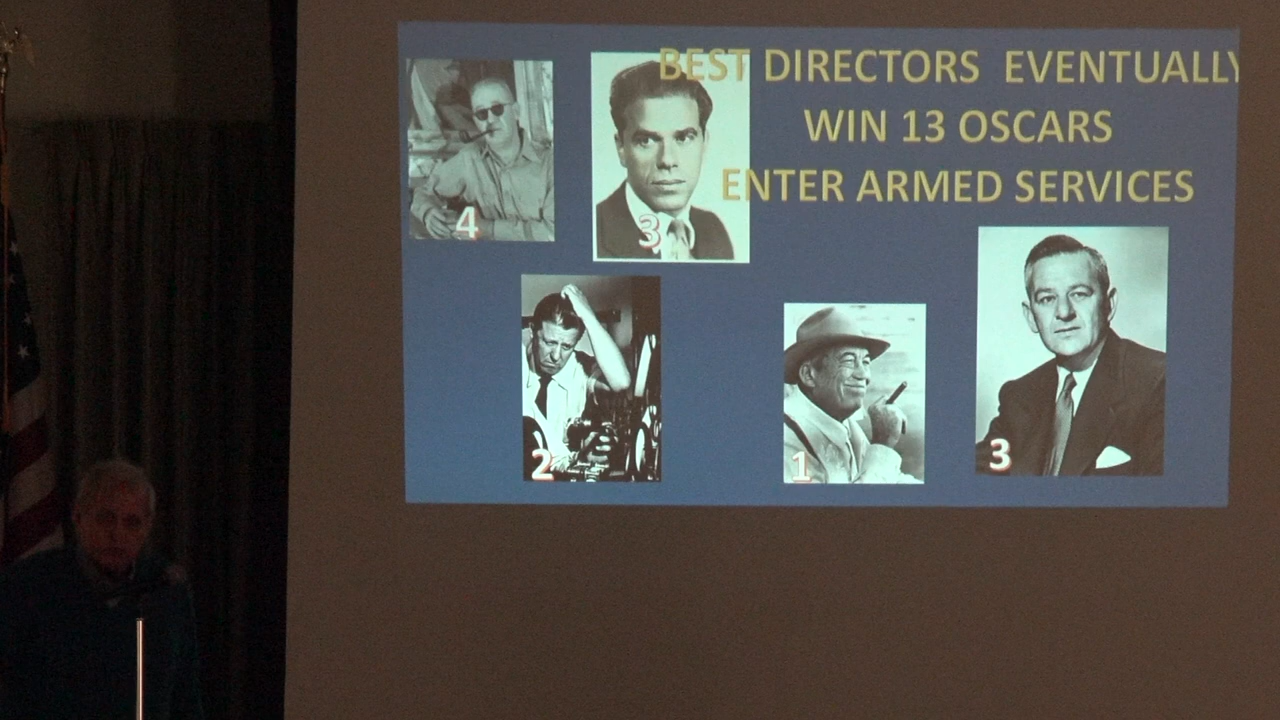 BEST DIRECTORS EVENTUALLY
WIN 13 OSCARS
ENTER ARMED SERVICES
4
3
2
1
3